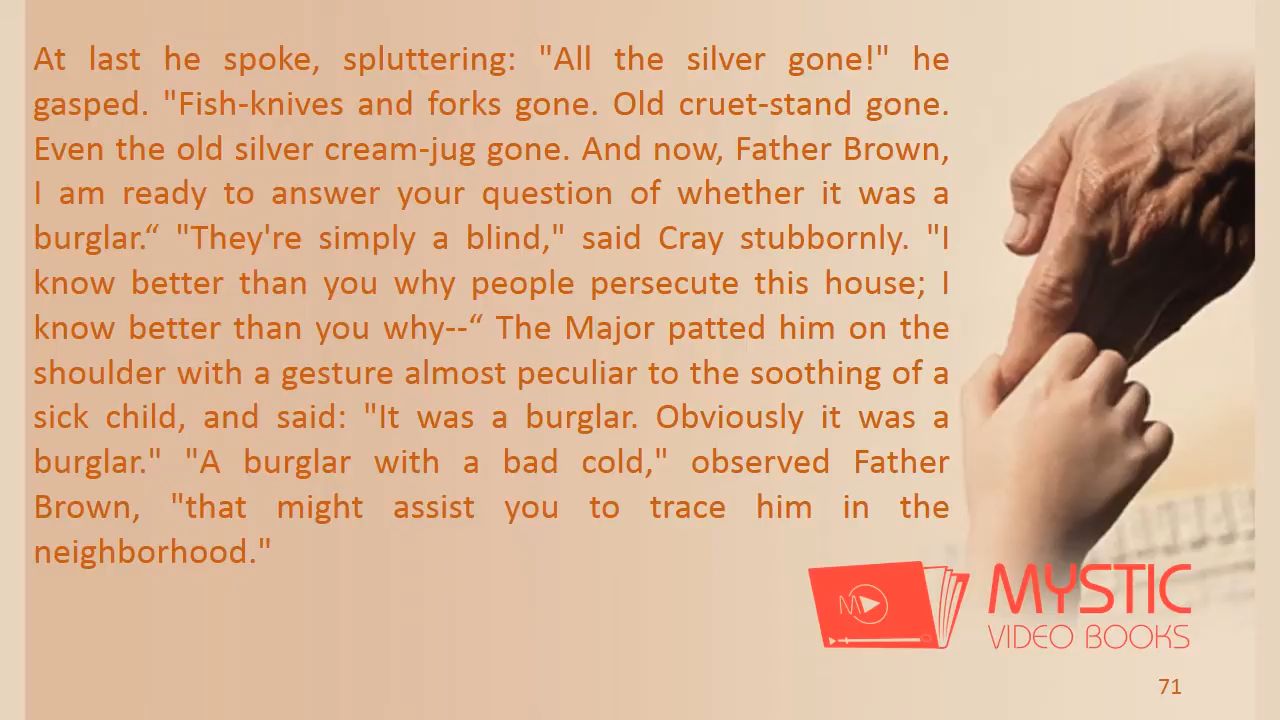 At last he spoke, spluttering: "All the silver gone!" he
gasped. "Fish-knives and forks gone. Old cruet-stand gone.
Even the old silver cream-jug gone. And now, Father Brown,
I am ready to answer your question of whether it was a
burglar.“ "They're simply a blind," said Cray stubbornly. "I
know better than you why people persecute this house; I
know better than you why--“ The Major patted him on the
shoulder with a gesture almost peculiar to the soothing of a
sick child, and said: "It was a burglar. Obviously it was a
burglar." "A burglar with a bad cold," observed Father
Brown, "that might assist you to trace him in the
neighborhood."
M
MYSTIC
VIDEO BOOKS
71